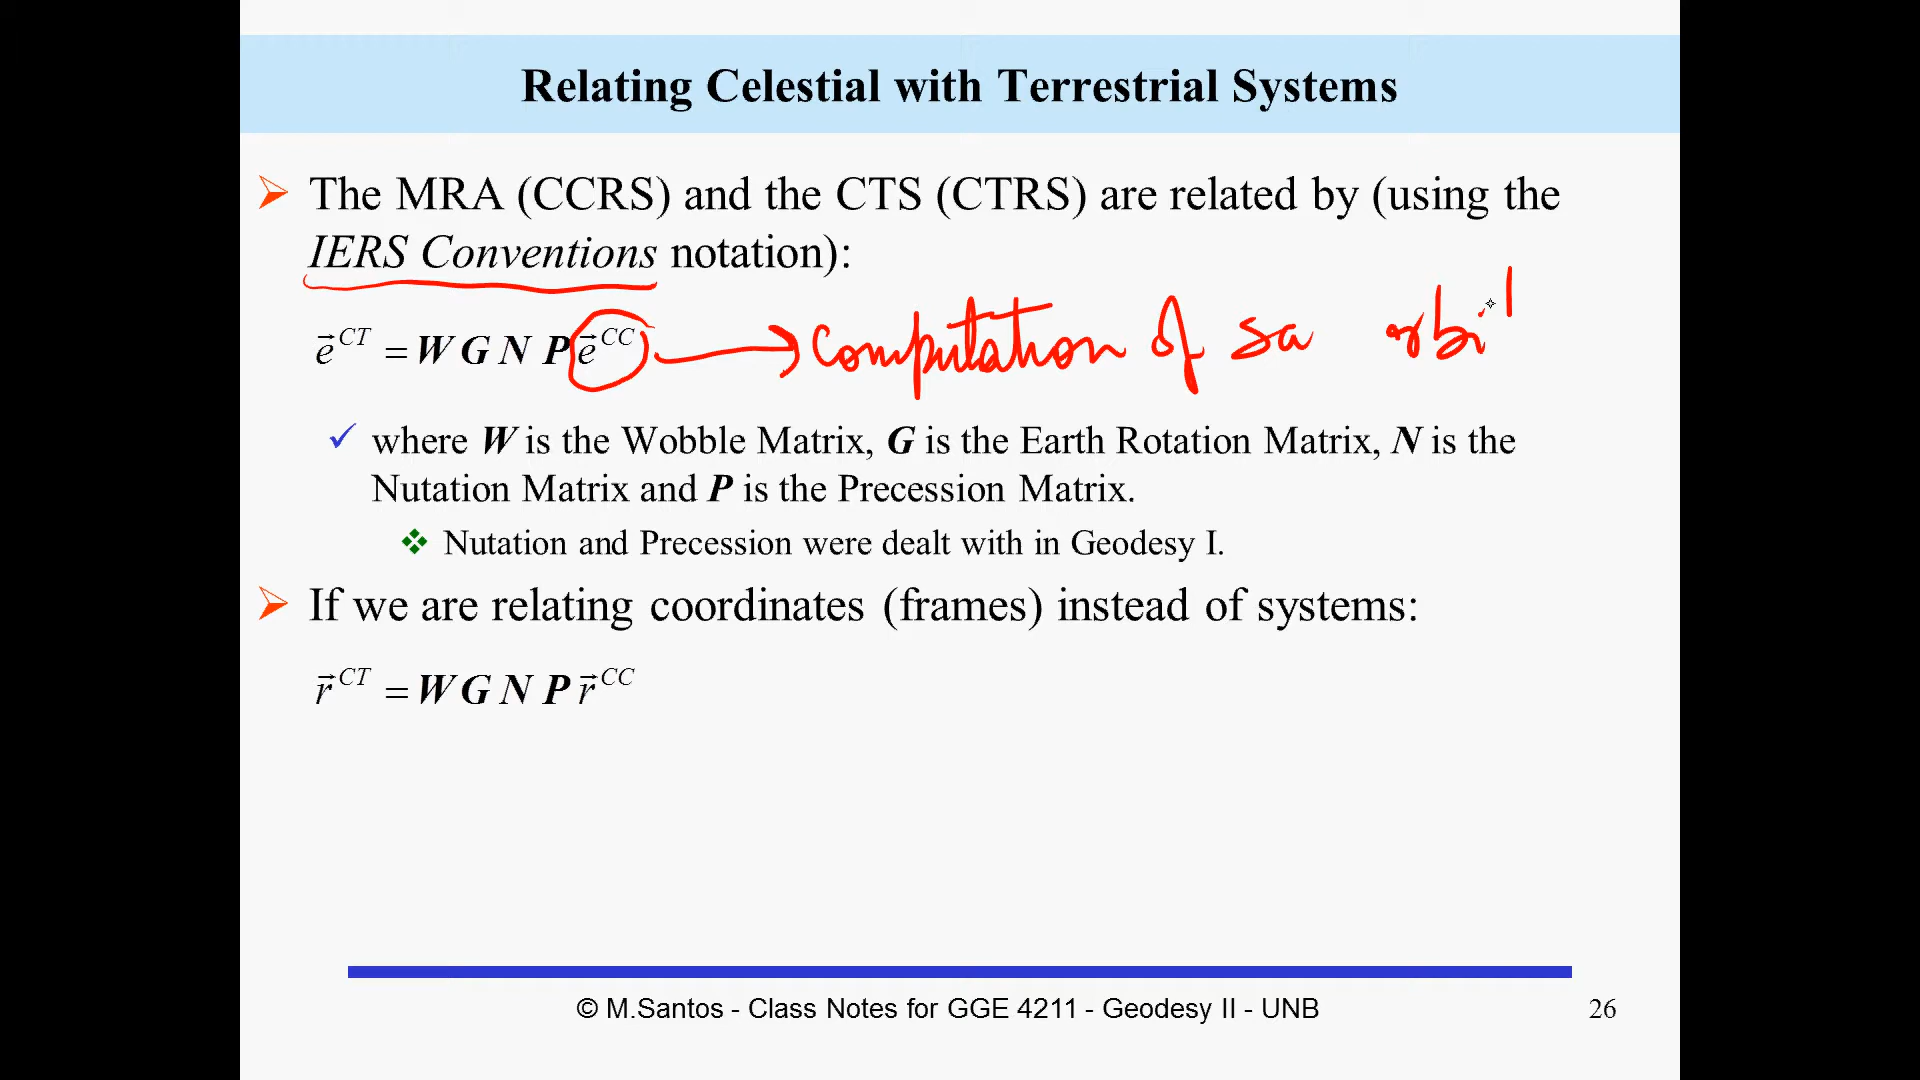 Relating Celestial with Terrestrial Systems
The MRA (CCRS) and the CTS (CTRS) are related by (using the
IERS Conventions notation):
e⃗^CT = W G N P e⃗^CC → Computation of sa orbit
where W is the Wobble Matrix, G is the Earth Rotation Matrix, N is the
Nutation Matrix and P is the Precession Matrix.
Nutation and Precession were dealt with in Geodesy I.
If we are relating coordinates (frames) instead of systems:
r⃗^CT = W G N P r⃗^CC
© M.Santos - Class Notes for GGE 4211 - Geodesy II - UNB
26